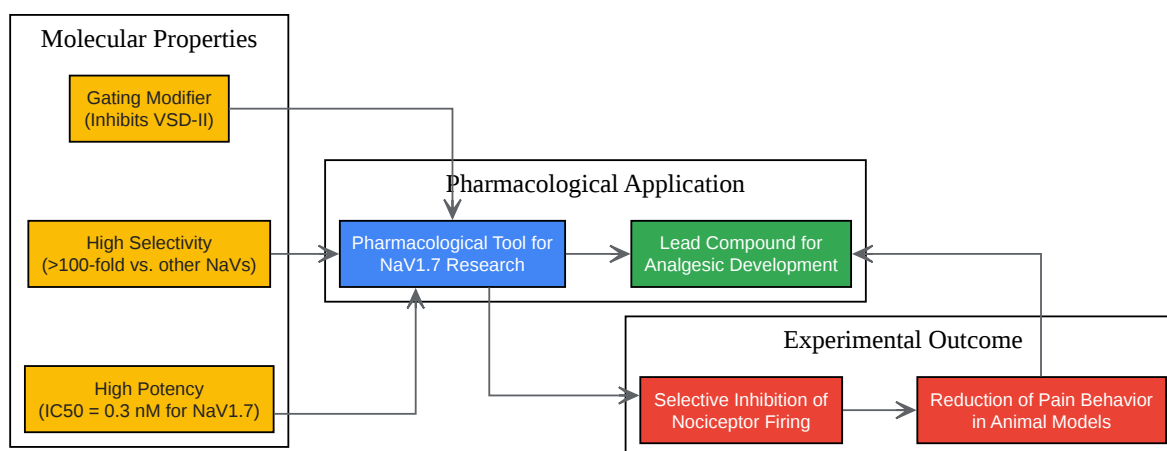 Molecular Properties
Gating Modifier
(Inhibits VSD-II)
High Selectivity
(>100-fold vs. other NaVs)
High Potency
(IC50 = 0.3 nM for NaV1.7)
Pharmacological Application
Pharmacological Tool for
NaV1.7 Research
Lead Compound for
Analgesic Development
Experimental Outcome
Selective Inhibition of
Nociceptor Firing
Reduction of Pain Behavior
in Animal Models